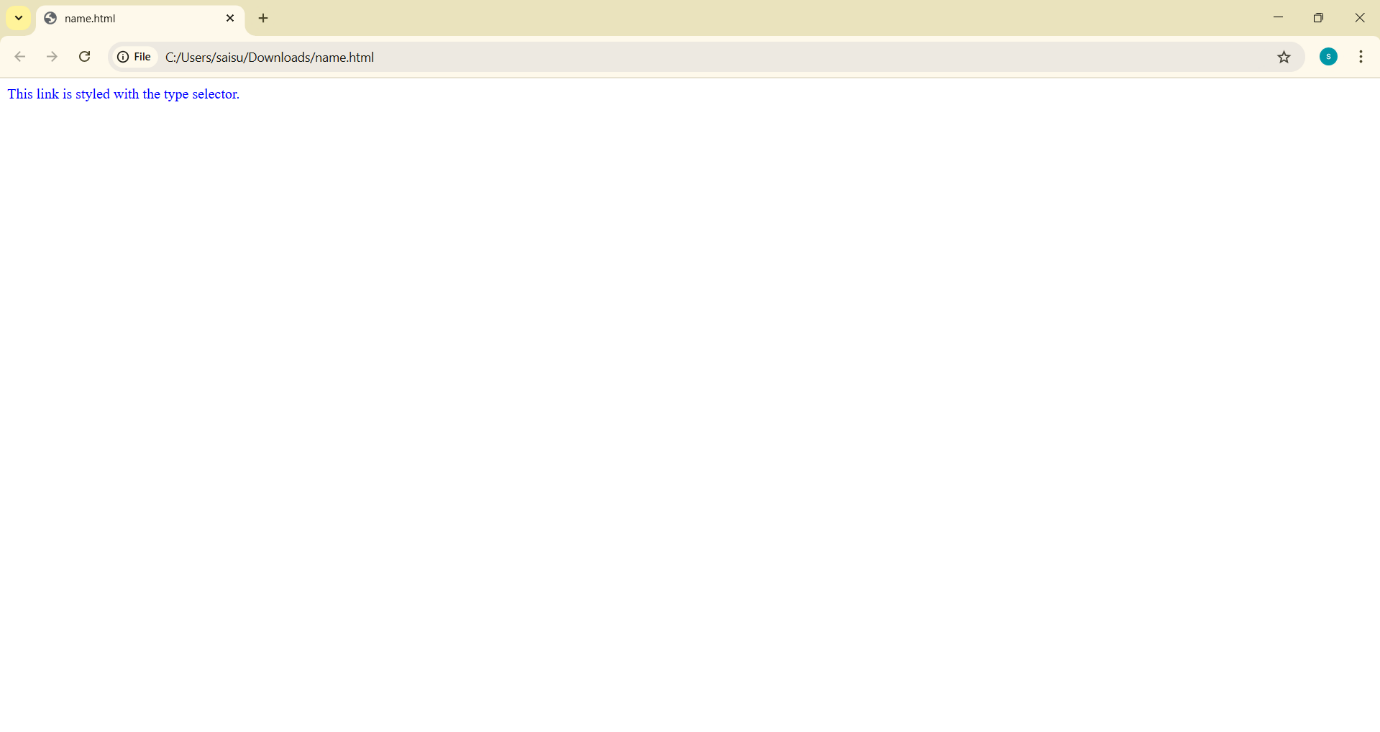 name.html
File C:/Users/saisu/Downloads/name.html
s
This link is styled with the type selector.